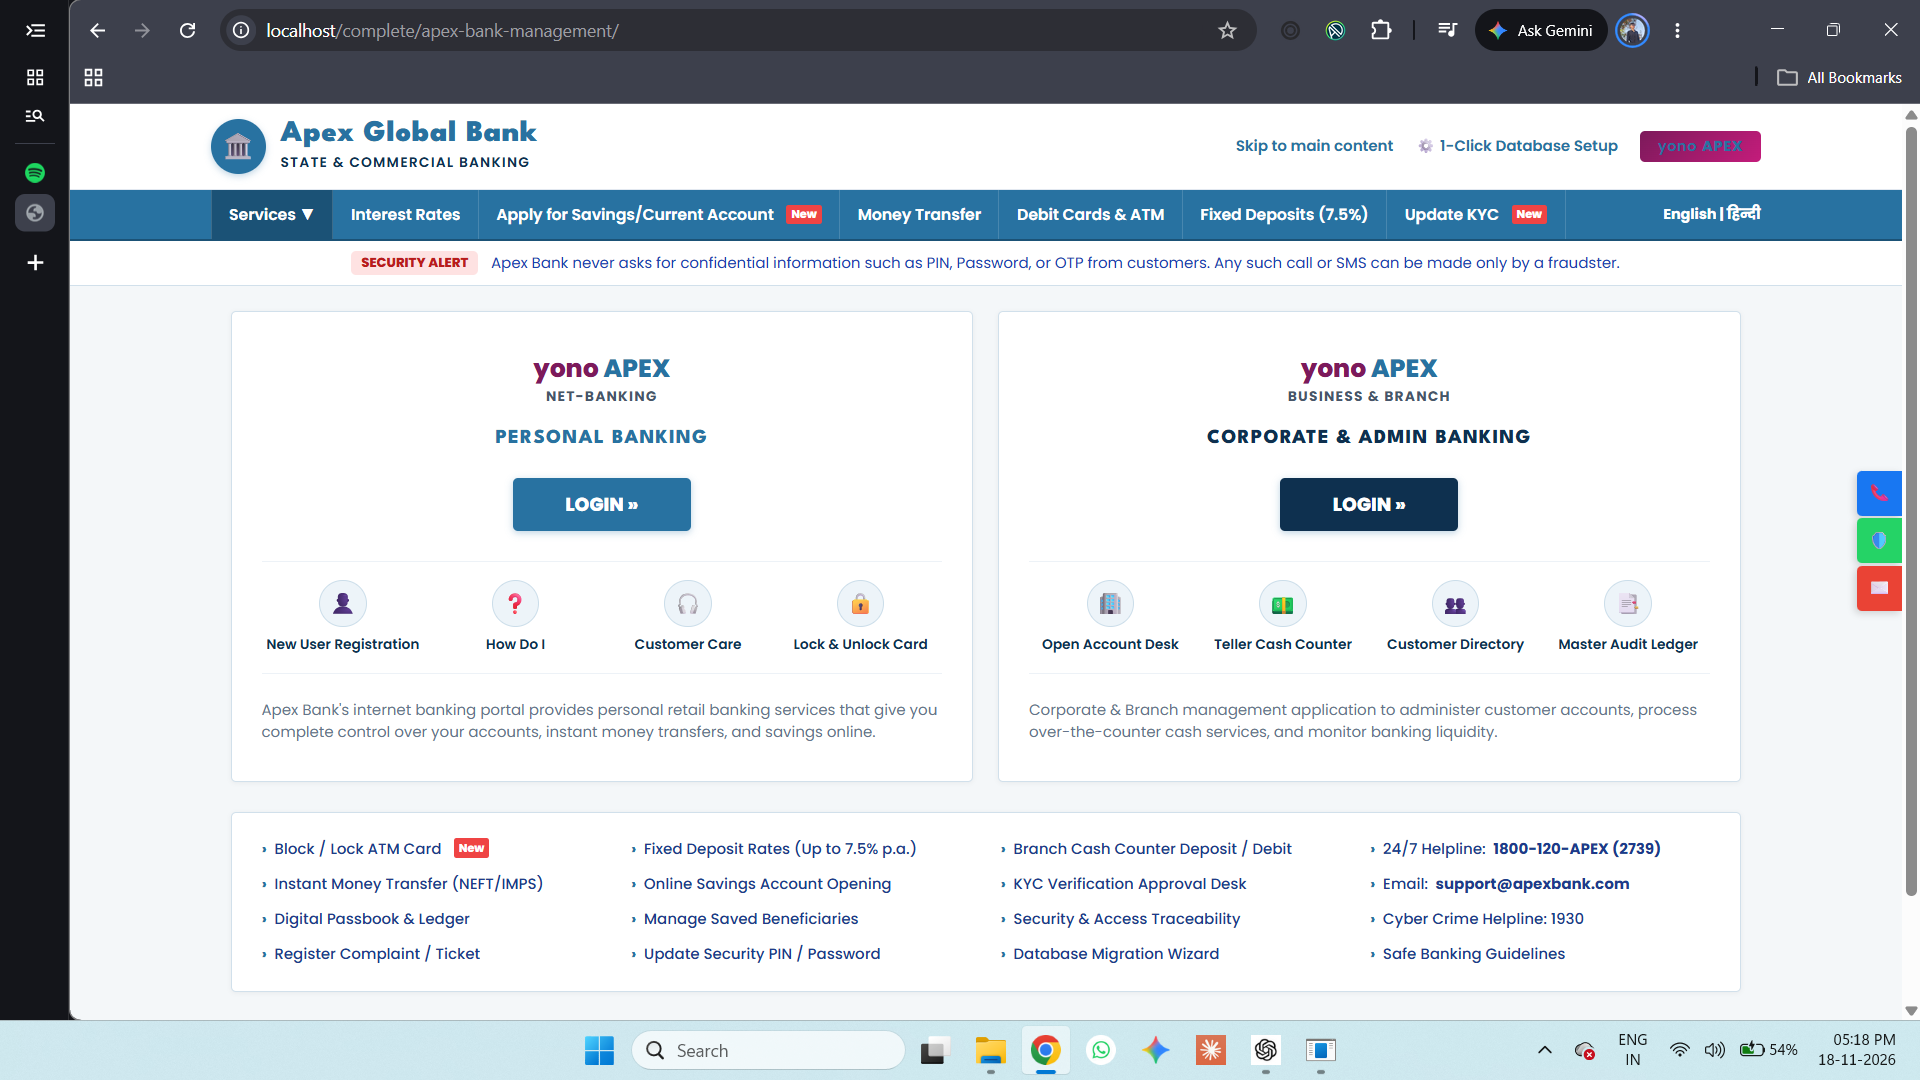 localhost/complete/apex-bank-management/
Ask Gemini
All Bookmarks
Apex Global Bank
STATE & COMMERCIAL BANKING
Skip to main content
1-Click Database Setup
yono APEX
Services ▼
Interest Rates
Apply for Savings/Current Account New
Money Transfer
Debit Cards & ATM
Fixed Deposits (7.5%)
Update KYC New
English | हिन्दी
SECURITY ALERT Apex Bank never asks for confidential information such as PIN, Password, or OTP from customers. Any such call or SMS can be made only by a fraudster.
yono APEX
NET-BANKING
PERSONAL BANKING
LOGIN »
New User Registration
How Do I
Customer Care
Lock & Unlock Card
Apex Bank's internet banking portal provides personal retail banking services that give you
complete control over your accounts, instant money transfers, and savings online.
yono APEX
BUSINESS & BRANCH
CORPORATE & ADMIN BANKING
LOGIN »
Open Account Desk
Teller Cash Counter
Customer Directory
Master Audit Ledger
Corporate & Branch management application to administer customer accounts, process
over-the-counter cash services, and monitor banking liquidity.
› Block / Lock ATM Card New
› Instant Money Transfer (NEFT/IMPS)
› Digital Passbook & Ledger
› Register Complaint / Ticket
› Fixed Deposit Rates (Up to 7.5% p.a.)
› Online Savings Account Opening
› Manage Saved Beneficiaries
› Update Security PIN / Password
› Branch Cash Counter Deposit / Debit
› KYC Verification Approval Desk
› Security & Access Traceability
› Database Migration Wizard
› 24/7 Helpline: 1800-120-APEX (2739)
› Email: support@apexbank.com
› Cyber Crime Helpline: 1930
› Safe Banking Guidelines
Search
ENG
IN
54%
05:18 PM
18-11-2026